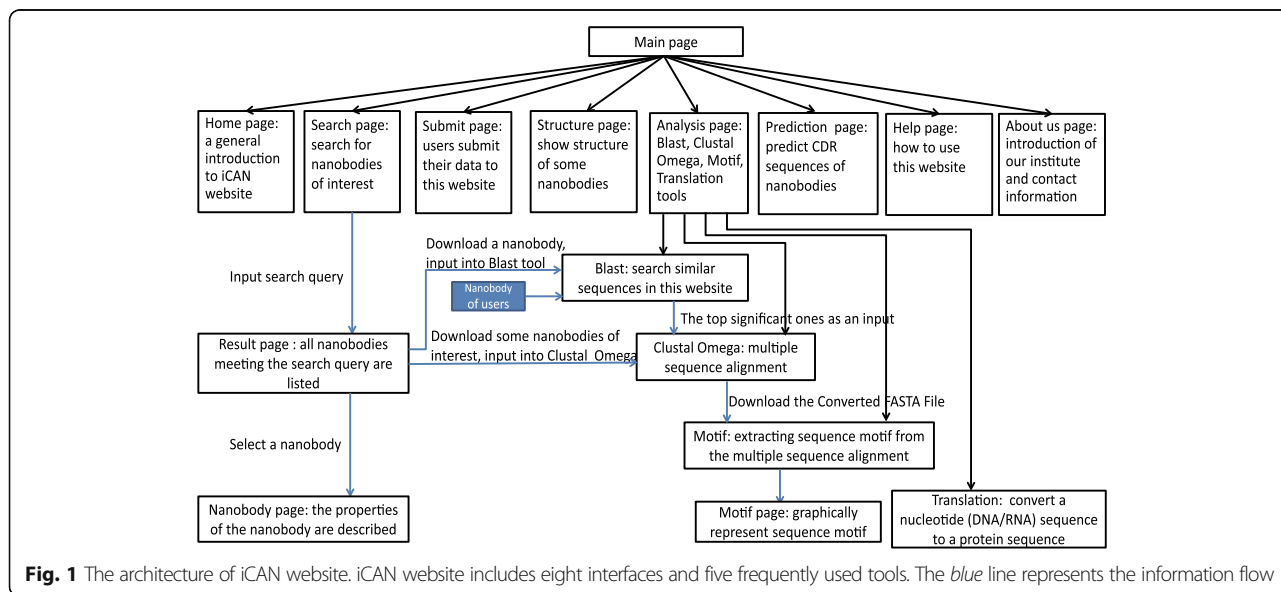 Main page
Home page:
a general
introduction
to iCAN
website
Search page:
search for
nanobodies
of interest
Submit page:
users submit
their data to
this website
Structure page:
show structure
of some
nanobodies
Analysis page:
Blast, Clustal
Omega, Motif,
Translation
tools
Prediction page:
predict CDR
sequences of
nanobodies
Help page:
how to use
this website
About us page:
introduction of
our institute
and contact
information
Input search query
Download a nanobody,
input into Blast tool
Nanobody
of users
Blast: search similar
sequences in this website
The top significant ones as an input
Result page : all nanobodies
meeting the search query are
listed
Download some nanobodies of
interest, input into Clustal Omega
Clustal Omega: multiple
sequence alignment
Download the Converted FASTA File
Select a nanobody
Motif: extracting sequence motif from
the multiple sequence alignment
Nanobody page: the properties
of the nanobody are described
Motif page: graphically
represent sequence motif
Translation: convert a
nucleotide (DNA/RNA) sequence
to a protein sequence
Fig. 1 The architecture of iCAN website. iCAN website includes eight interfaces and five frequently used tools. The blue line represents the information flow